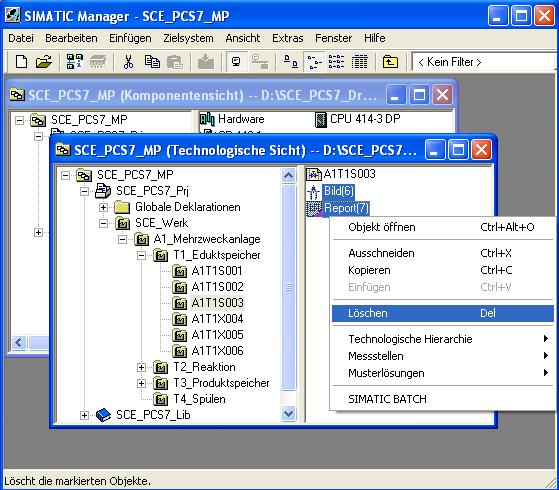 SIMATIC Manager - SCE_PCS7_MP
Datei Bearbeiten Einfügen Zielsystem Ansicht Extras Fenster Hilfe
< Kein Filter >
SCE_PCS7_MP (Komponentensicht) -- D:\SCE_PCS7_Dr...
SCE_PCS7_MP
Hardware
CPU 414-3 DP
SCE_PCS7_MP (Technologische Sicht) -- D:\SCE_PCS7...
SCE_PCS7_MP
SCE_PCS7_Prj
Globale Deklarationen
SCE_Werk
A1_Mehrzweckanlage
T1_Eduktspeicher
A1T1S001
A1T1S002
A1T1S003
A1T1X004
A1T1X005
A1T1X006
T2_Reaktion
T3_Produktspeicher
T4_Spülen
SCE_PCS7_Lib
A1T1S003
Bild(6)
Report(7)
Objekt öffnen Ctrl+Alt+O
Ausschneiden Ctrl+X
Kopieren Ctrl+C
Einfügen Ctrl+V
Löschen Del
Technologische Hierarchie
Messstellen
Musterlösungen
SIMATIC BATCH
Löscht die markierten Objekte.